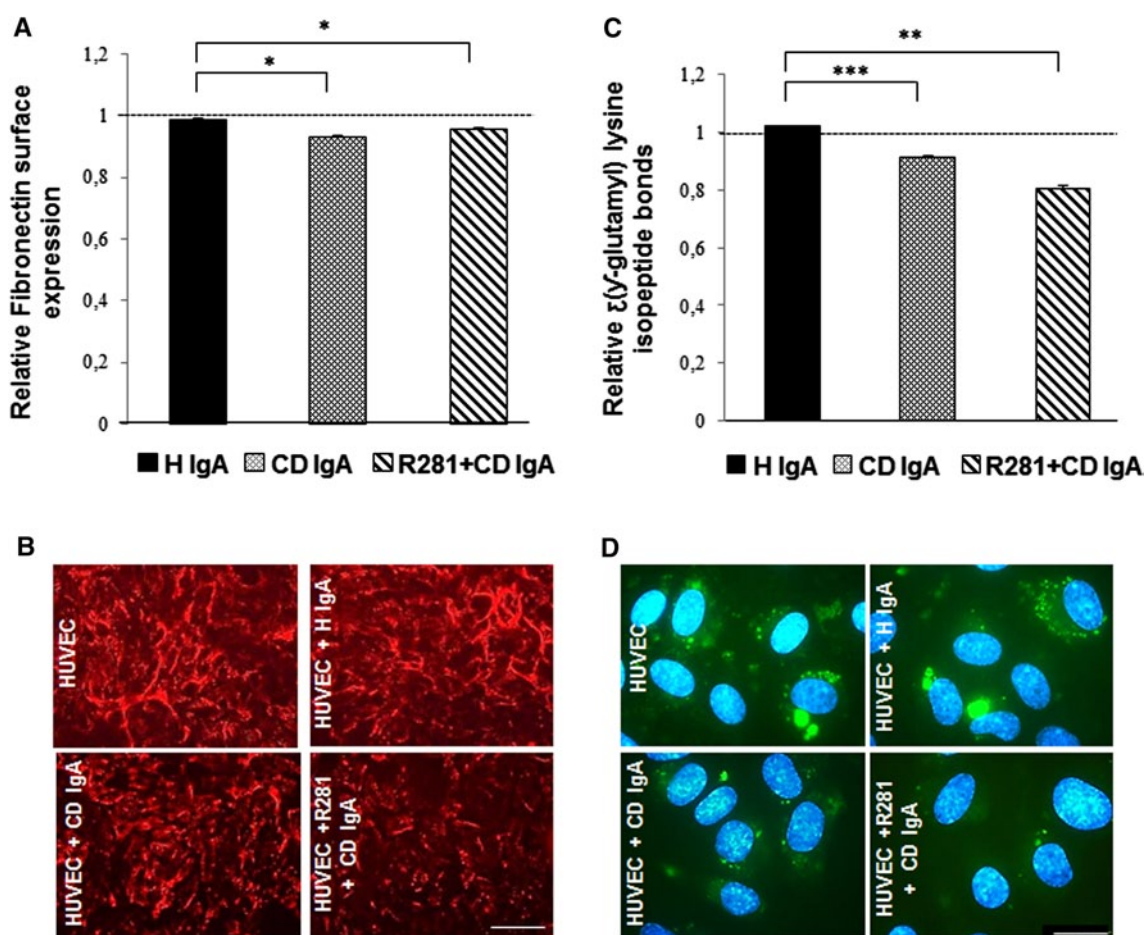 A
*
*
1,2
1
0,8
0,6
0,4
0,2
0
Relative Fibronectin surface
expression
H IgA CD IgA R281+CD IgA
C
**
***
1,2
1
0,8
0,6
0,4
0,2
0
Relative ε(γ-glutamyl) lysine
isopeptide bonds
H IgA CD IgA R281+CD IgA
B
HUVEC
HUVEC + H IgA
HUVEC + CD IgA
HUVEC +R281
+ CD IgA
D
HUVEC
HUVEC + H IgA
HUVEC + CD IgA
HUVEC +R281
+ CD IgA